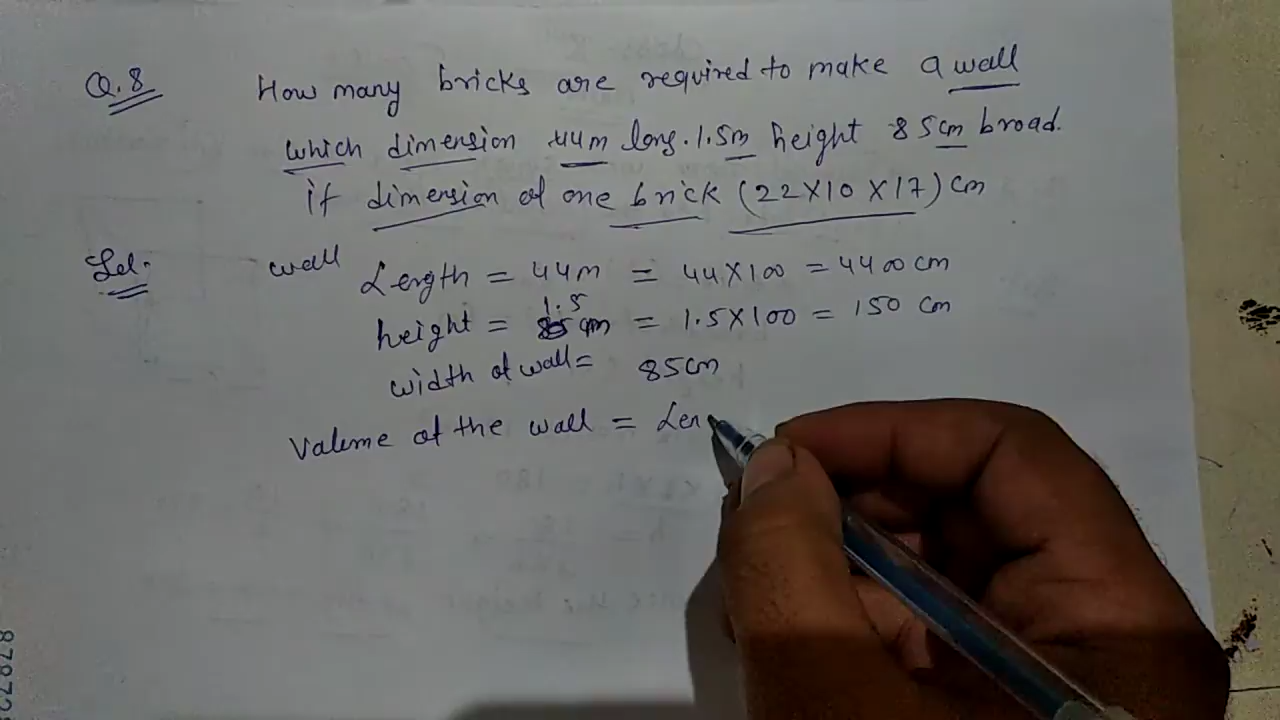 Q.8 How many bricks are required to make a wall
which dimension 44m long. 1.5m height 85cm broad.
if dimension of one brick (22X10X17) cm
Sol. wall Length = 44m = 44X100 = 4400 cm
height = 1.5 m = 1.5X100 = 150 cm
width of wall = 85cm
Valume of the wall = Len